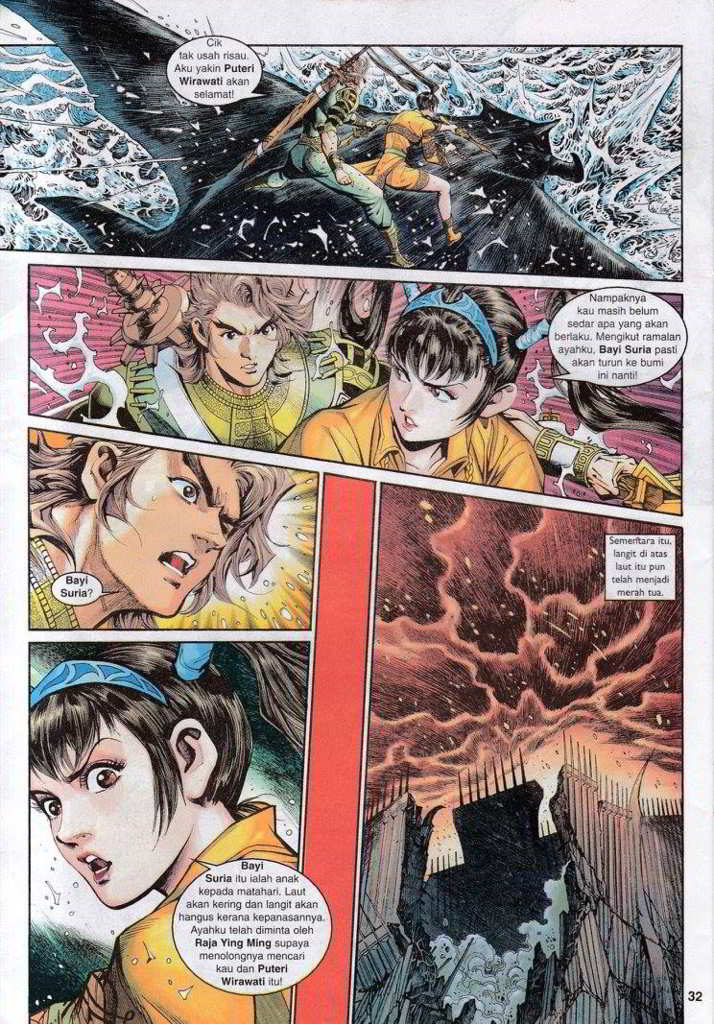 Cik
tak usah risau.
Aku yakin Puteri
Wirawati akan
selamat!
Nampaknya
kau masih belum
sedar apa yang akan
berlaku. Mengikut ramalan
ayahku, Bayi Suria pasti
akan turun ke bumi
ini nanti!
Bayi
Suria?
Sementara itu,
langit di atas
laut itu pun
telah menjadi
merah tua.
Bayi
Suria itu ialah anak
kepada matahari. Laut
akan kering dan langit akan
hangus kerana kepanasannya.
Ayahku telah diminta oleh
Raja Ying Ming supaya
menolongnya mencari
kau dan Puteri
Wirawati itu!
32